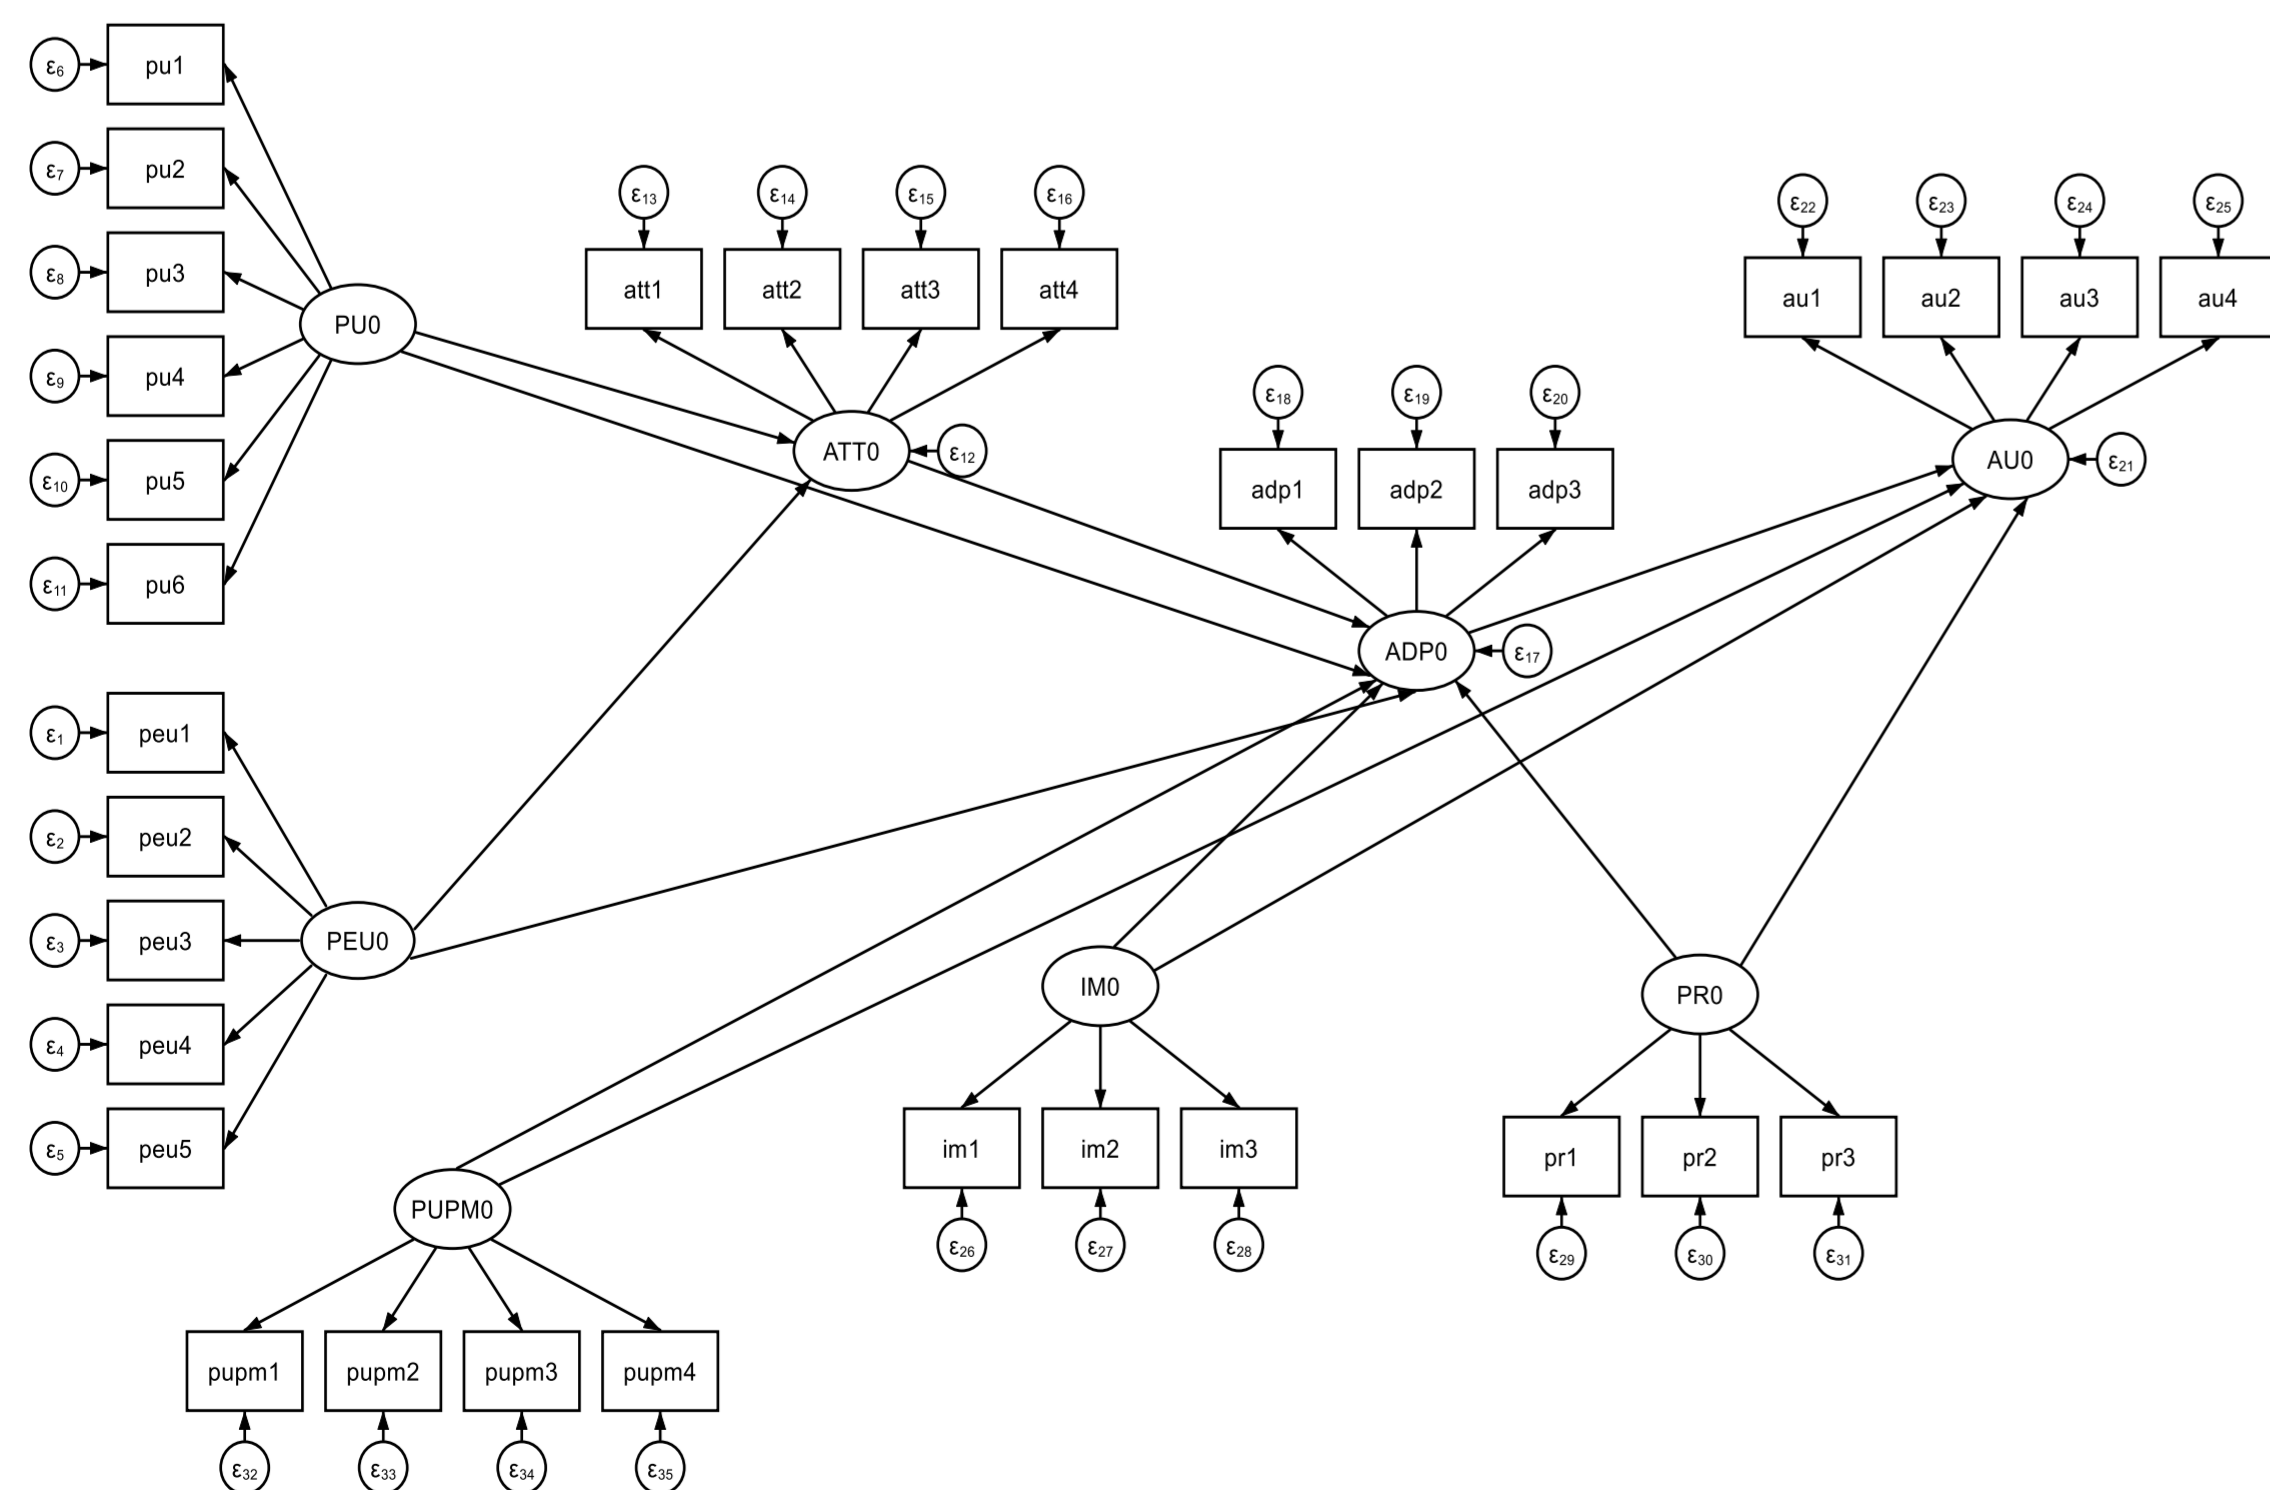 ε6 pu1
ε7 pu2
ε8 pu3
ε9 pu4
ε10 pu5
ε11 pu6
PU0
ε13 ε14 ε15 ε16
att1 att2 att3 att4
ATT0 ε12
ε18 ε19 ε20
adp1 adp2 adp3
ADP0 ε17
ε22 ε23 ε24 ε25
au1 au2 au3 au4
AU0 ε21
ε1 peu1
ε2 peu2
ε3 peu3
ε4 peu4
ε5 peu5
PEU0
PUPM0
pupm1 pupm2 pupm3 pupm4
ε32 ε33 ε34 ε35
IM0
im1 im2 im3
ε26 ε27 ε28
PR0
pr1 pr2 pr3
ε29 ε30 ε31